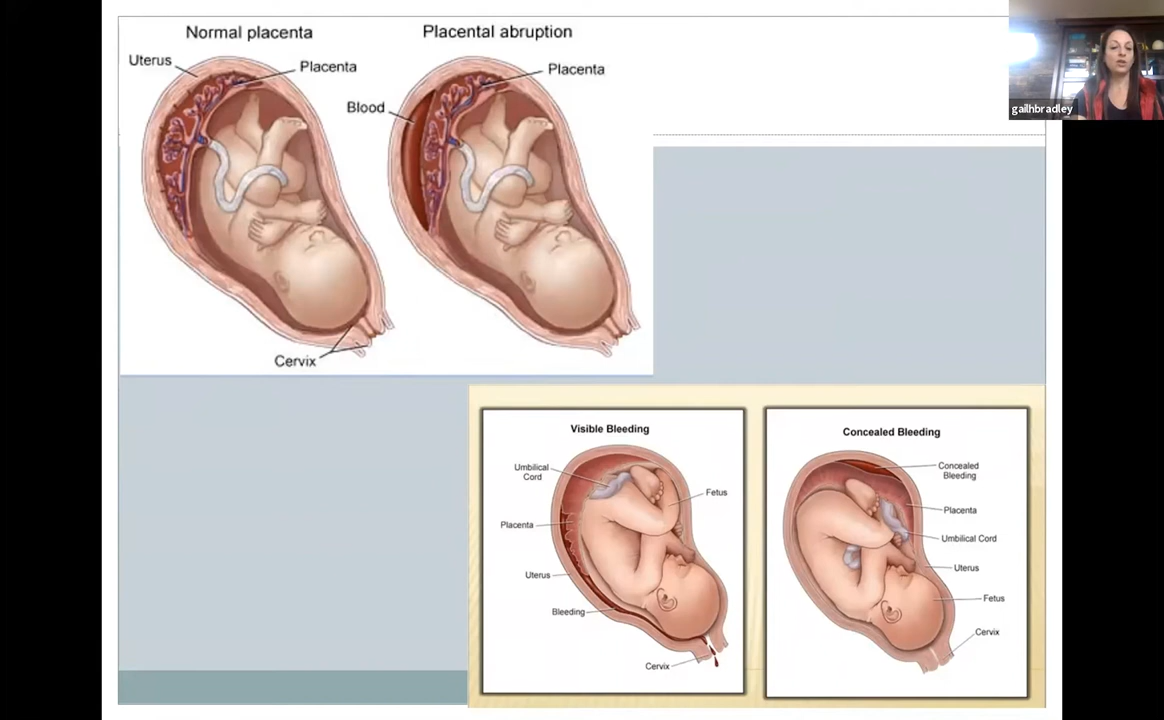 Normal placenta
Placental abruption
Uterus
Placenta
Placenta
Blood
Cervix
gailhbradley
Visible Bleeding
Umbilical
Cord
Fetus
Placenta
Uterus
Bleeding
Cervix
Concealed Bleeding
Concealed
Bleeding
Placenta
Umbilical Cord
Uterus
Fetus
Cervix